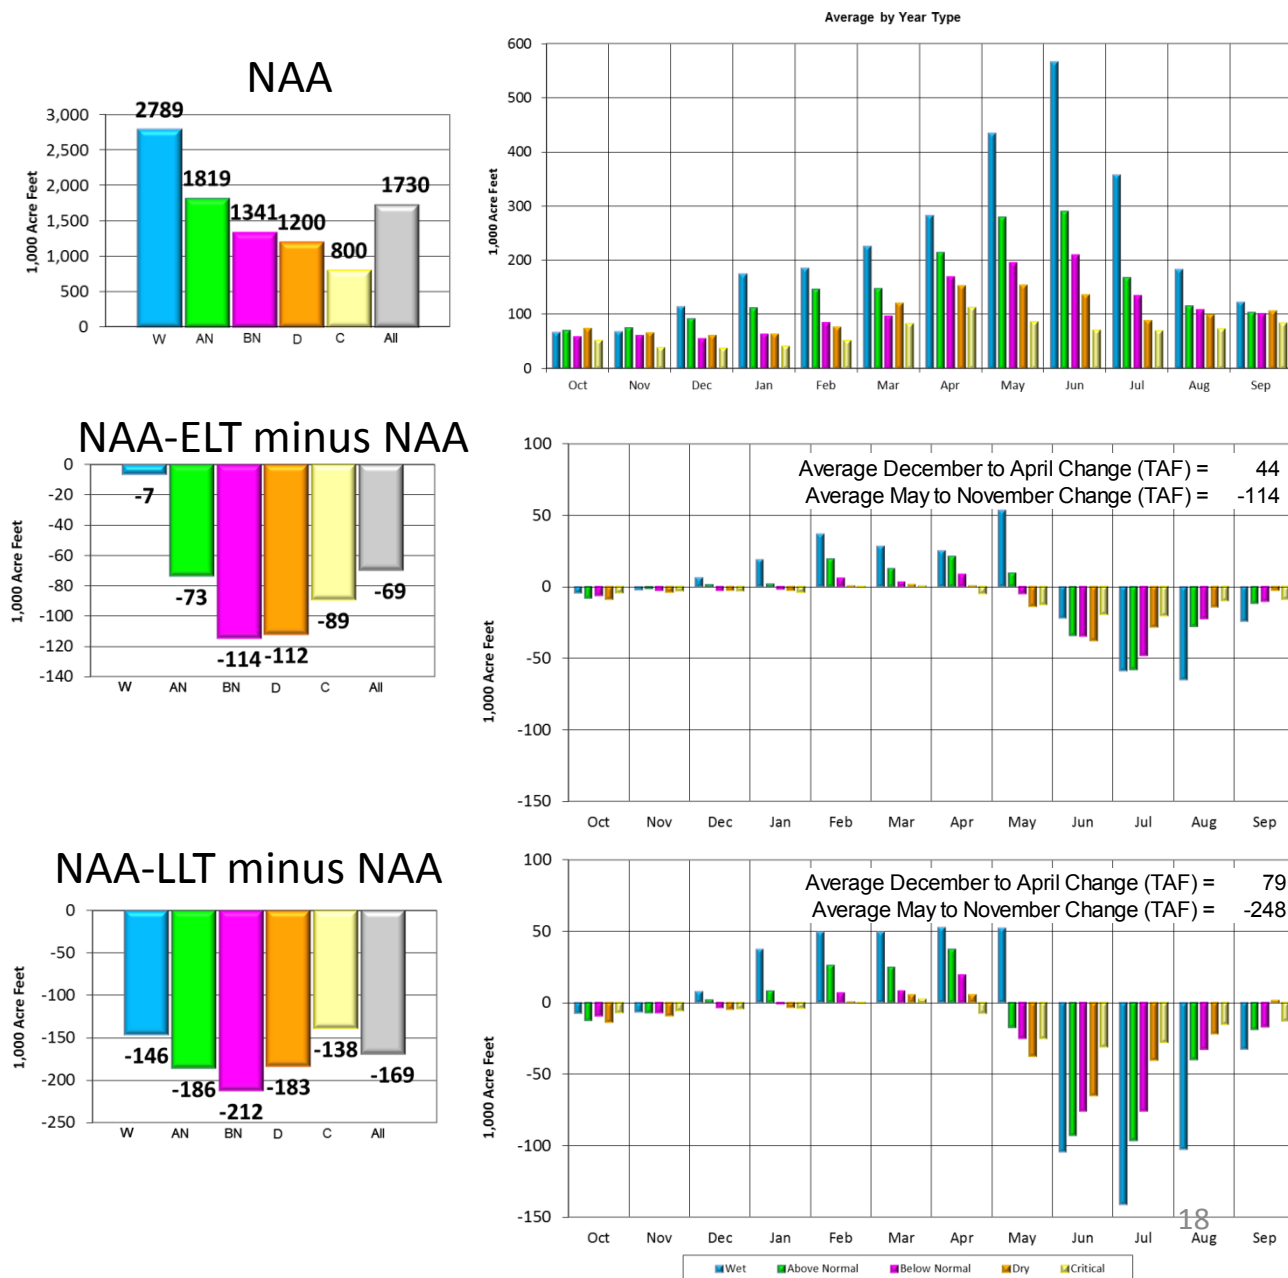 Average by Year Type
NAA
1,000 Acre Feet
3,000
2,500
2,000
1,500
1,000
500
0
2789
1819
1341
1200
800
1730
W AN BN D C All
1,000 Acre Feet
600
500
400
300
200
100
0
Oct Nov Dec Jan Feb Mar Apr May Jun Jul Aug Sep
NAA-ELT minus NAA
1,000 Acre Feet
0
-20
-40
-60
-80
-100
-120
-140
-7
-73
-114
-112
-89
-69
W AN BN D C All
1,000 Acre Feet
100
50
0
-50
-100
-150
Average December to April Change (TAF) = 44
Average May to November Change (TAF) = -114
Oct Nov Dec Jan Feb Mar Apr May Jun Jul Aug Sep
NAA-LLT minus NAA
1,000 Acre Feet
0
-50
-100
-150
-200
-250
-146
-186
-212
-183
-138
-169
W AN BN D C All
1,000 Acre Feet
100
50
0
-50
-100
-150
Average December to April Change (TAF) = 79
Average May to November Change (TAF) = -248
18
Oct Nov Dec Jan Feb Mar Apr May Jun Jul Aug Sep
Wet Above Normal Below Normal Dry Critical